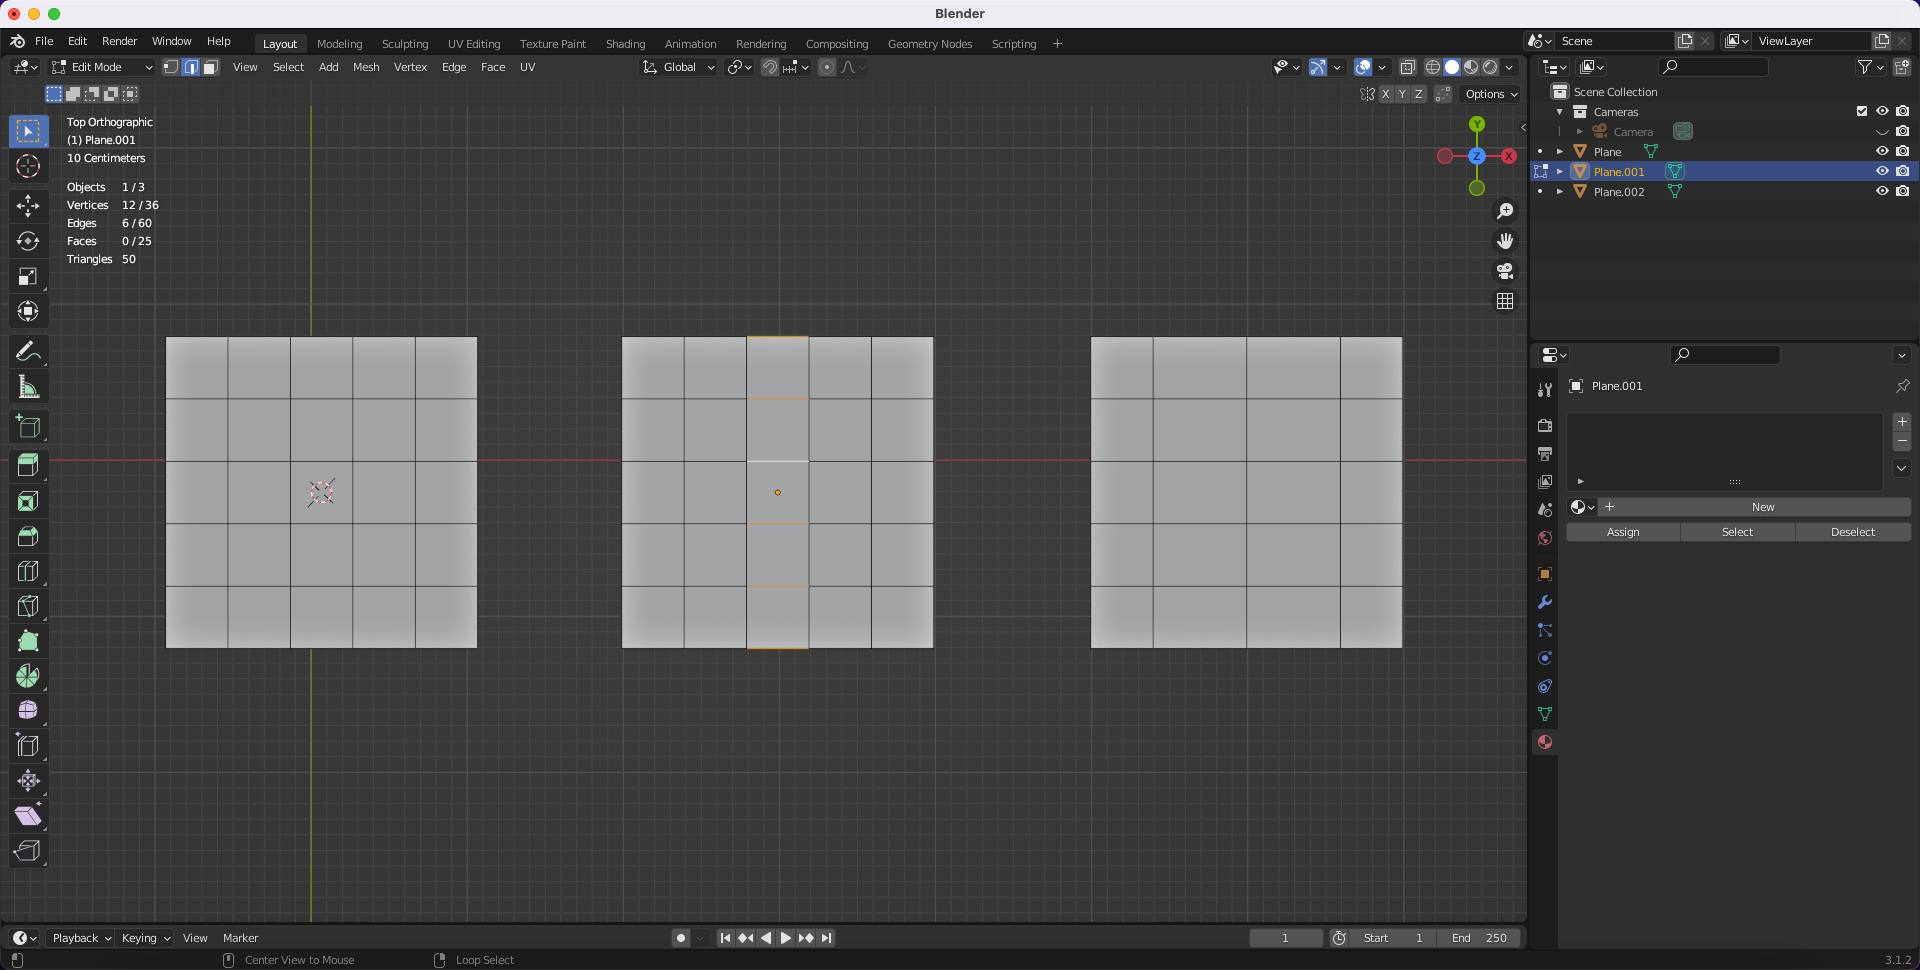 Blender
File Edit Render Window Help
Layout Modeling Sculpting UV Editing Texture Paint Shading Animation Rendering Compositing Geometry Nodes Scripting +
Scene
ViewLayer
Edit Mode
View Select Add Mesh Vertex Edge Face UV
Global
X Y Z
Options
Top Orthographic
(1) Plane.001
10 Centimeters
Objects 1 / 3
Vertices 12 / 36
Edges 6 / 60
Faces 0 / 25
Triangles 50
Y
Z
X
Scene Collection
Cameras
Camera
Plane
Plane.001
Plane.002
Plane.001
New
Assign Select Deselect
Playback Keying View Marker
1
Start 1
End 250
Center View to Mouse
Loop Select
3.1.2